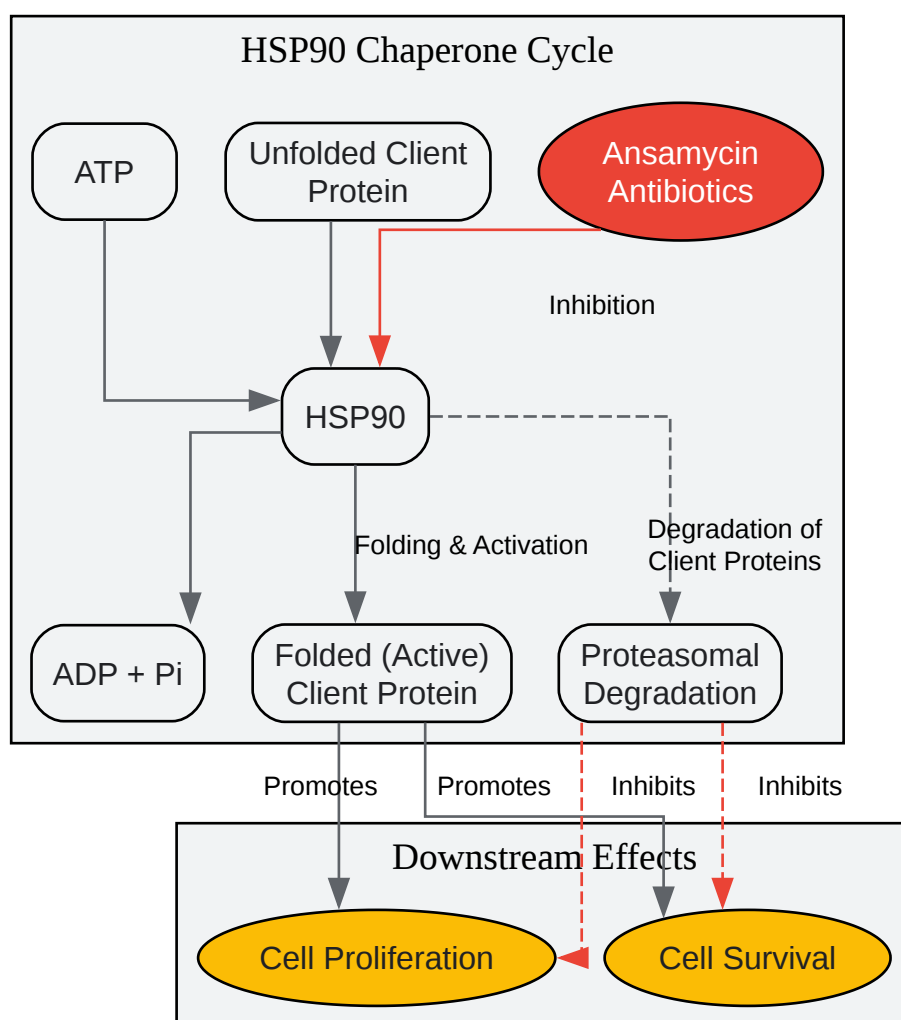 HSP90 Chaperone Cycle
ATP
Unfolded Client
Protein
Ansamycin
Antibiotics
Inhibition
HSP90
Folding & Activation
Degradation of
Client Proteins
ADP + Pi
Folded (Active)
Client Protein
Proteasomal
Degradation
Promotes
Promotes
Inhibits
Inhibits
Downstream Effects
Cell Proliferation
Cell Survival